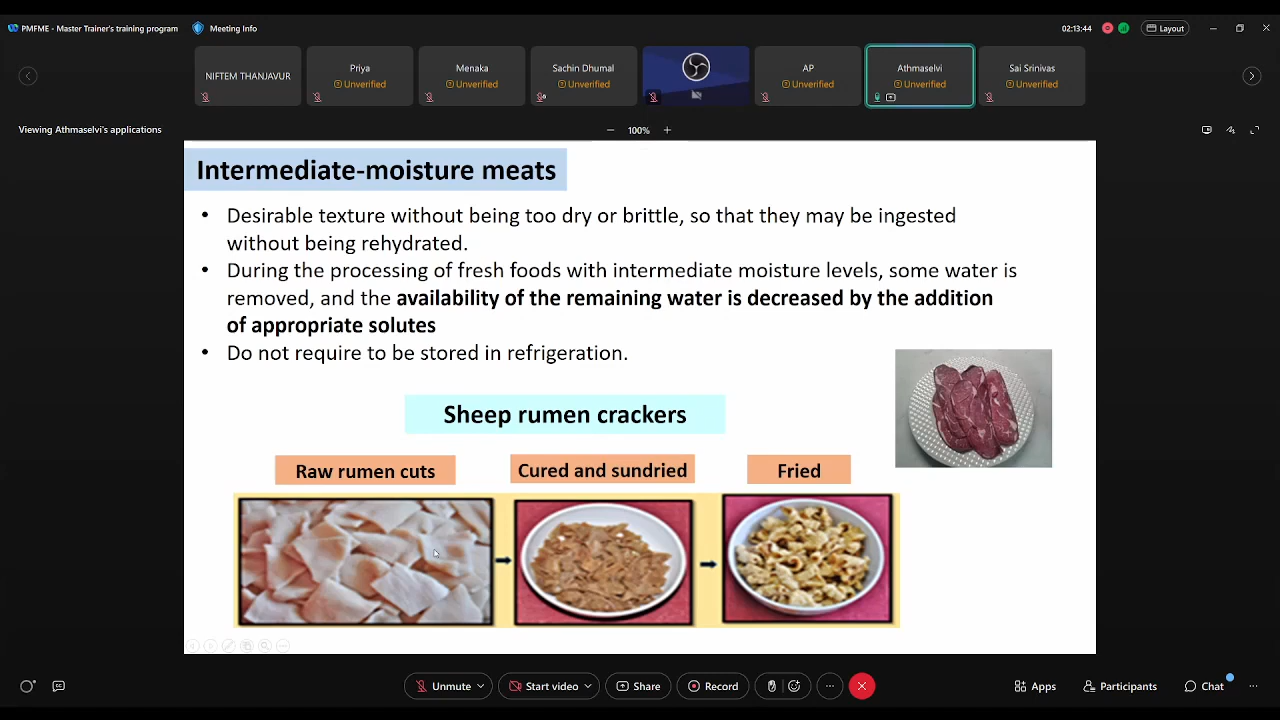 PMFME - Master Trainer's training program
Meeting Info
02:13:44
Layout
NIFTEM THANJAVUR
Priya
Unverified
Menaka
Unverified
Sachin Dhumal
Unverified
AP
Unverified
Athmaselvi
Unverified
Sai Srinivas
Unverified
Viewing Athmaselvi's applications
100%
Intermediate-moisture meats
• Desirable texture without being too dry or brittle, so that they may be ingested
without being rehydrated.
• During the processing of fresh foods with intermediate moisture levels, some water is
removed, and the availability of the remaining water is decreased by the addition
of appropriate solutes
• Do not require to be stored in refrigeration.
Sheep rumen crackers
Raw rumen cuts
Cured and sundried
Fried
Unmute
Start video
Share
Record
Apps
Participants
Chat